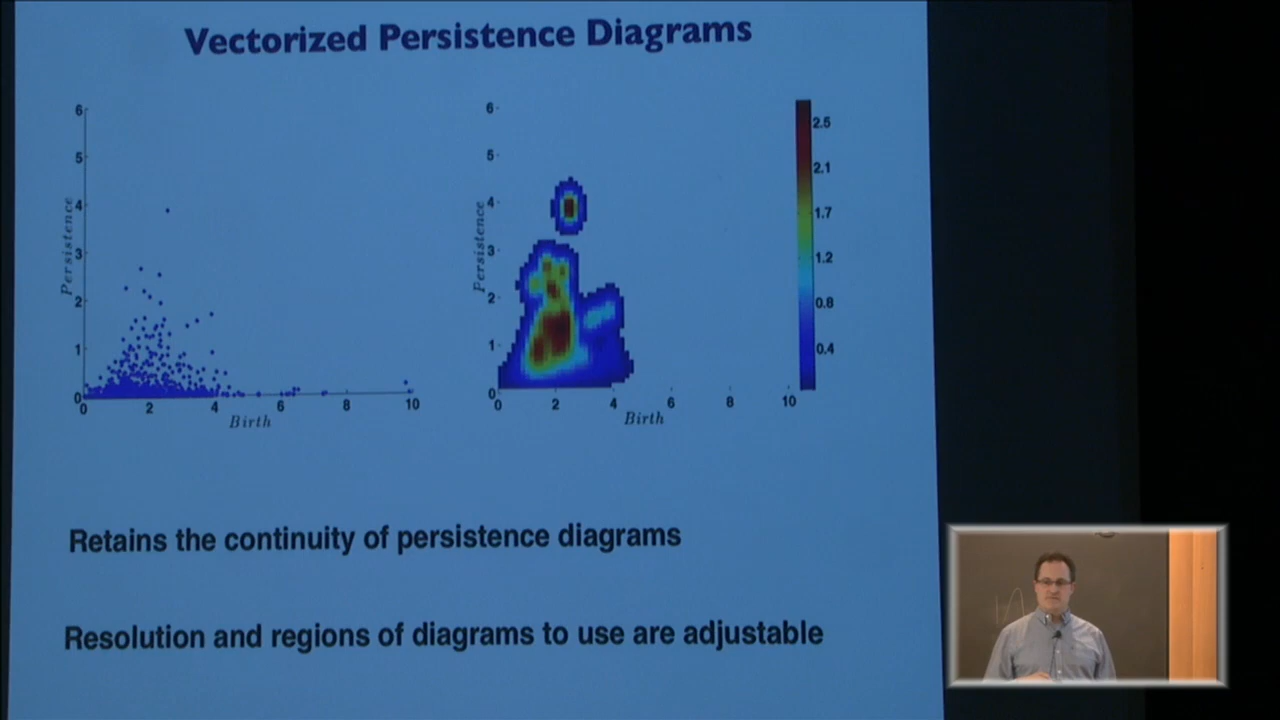 Vectorized Persistence Diagrams
6
5
4
3
2
1
0
Persistence
0 2 4 6 8 10
Birth
6
5
4
3
2
1
0
Persistence
0 2 4 6 8 10
Birth
2.5
2.1
1.7
1.2
0.8
0.4
Retains the continuity of persistence diagrams
Resolution and regions of diagrams to use are adjustable